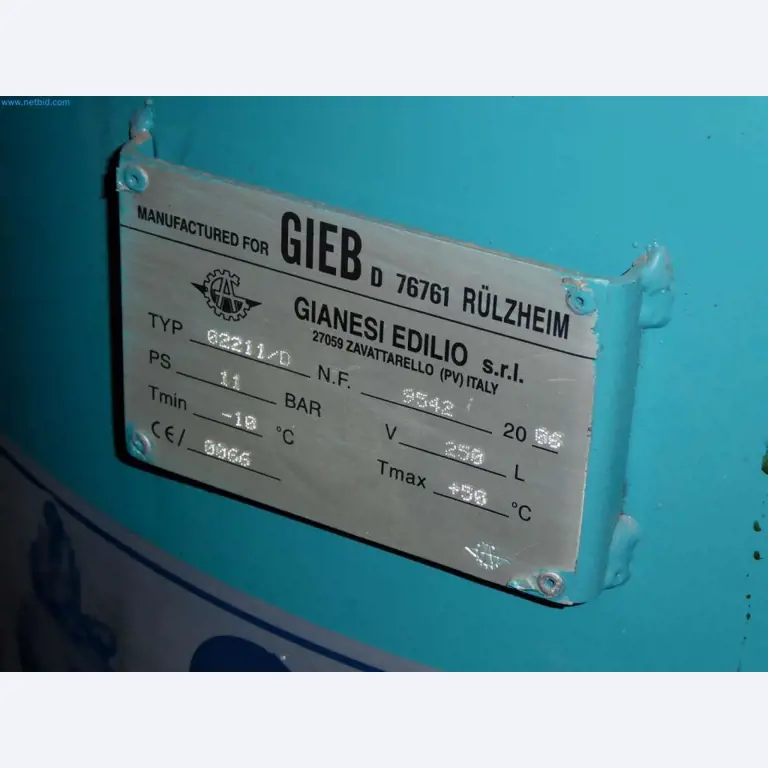 www.netbid.com
MANUFACTURED FOR GIEB D 76761 RÜLZHEIM
GIANESI EDILIO s.r.l.
27059 ZAVATTARELLO (PV) ITALY
TYP 02211/D N.F. 9542 20 06
PS 11 BAR V 250 L
Tmin -10 °C Tmax +50 °C
CE/ 0066